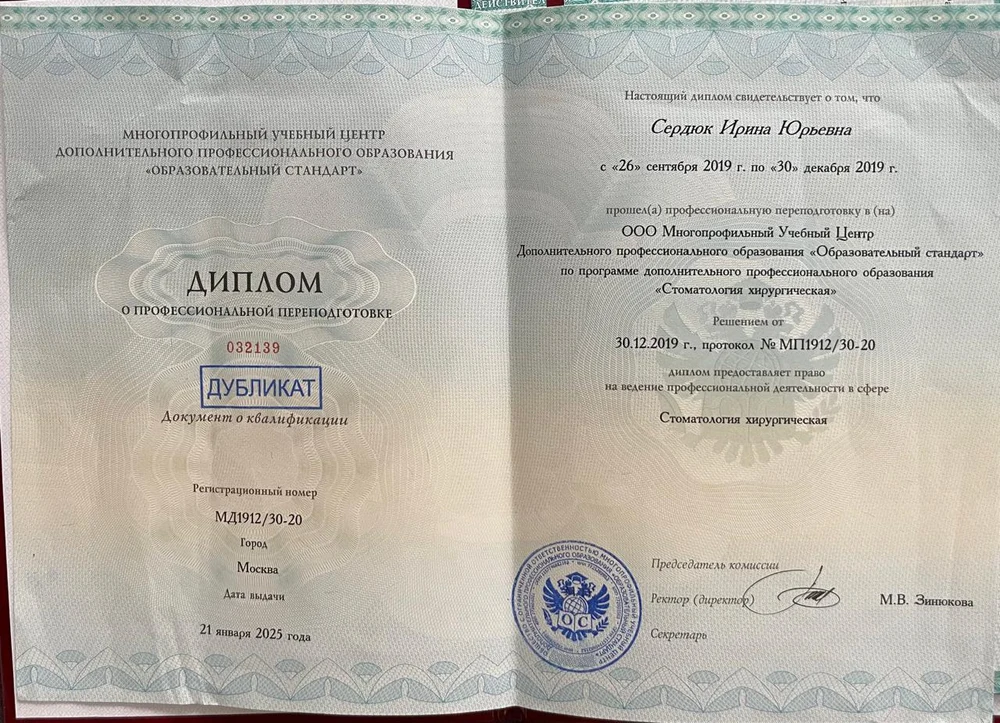 МНОГОПРОФИЛЬНЫЙ УЧЕБНЫЙ ЦЕНТР
ДОПОЛНИТЕЛЬНОГО ПРОФЕССИОНАЛЬНОГО ОБРАЗОВАНИЯ
«ОБРАЗОВАТЕЛЬНЫЙ СТАНДАРТ»
ДИПЛОМ
О ПРОФЕССИОНАЛЬНОЙ ПЕРЕПОДГОТОВКЕ
032139
ДУБЛИКАТ
Документ о квалификации
Регистрационный номер
МД1912/30-20
Город
Москва
Дата выдачи
21 января 2025 года
Настоящий диплом свидетельствует о том, что
Сердюк Ирина Юрьевна
с «26» сентября 2019 г. по «30» декабря 2019 г.
прошел(а) профессиональную переподготовку в (на)
ООО Многопрофильный Учебный Центр
Дополнительного профессионального образования «Образовательный стандарт»
по программе дополнительного профессионального образования
«Стоматология хирургическая»
Решением от
30.12.2019 г., протокол № МП1912/30-20
диплом предоставляет право
на ведение профессиональной деятельности в сфере
Стоматология хирургическая
Председатель комиссии
Ректор (директор)
М.В. Зинюкова
Секретарь
ОС